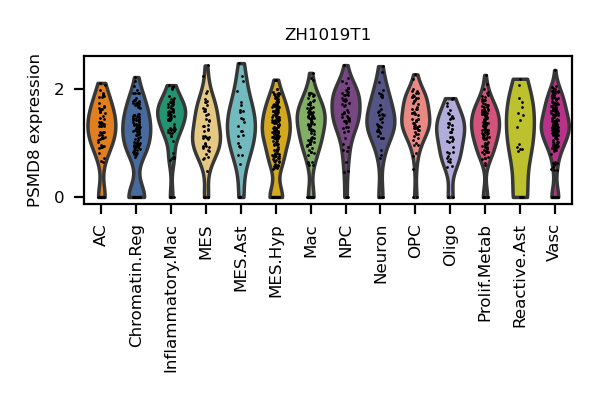 ZH1019T1
PSMD8 expression
2
0
AC
Chromatin.Reg
Inflammatory.Mac
MES
MES.Ast
MES.Hyp
Mac
NPC
Neuron
OPC
Oligo
Prolif.Metab
Reactive.Ast
Vasc